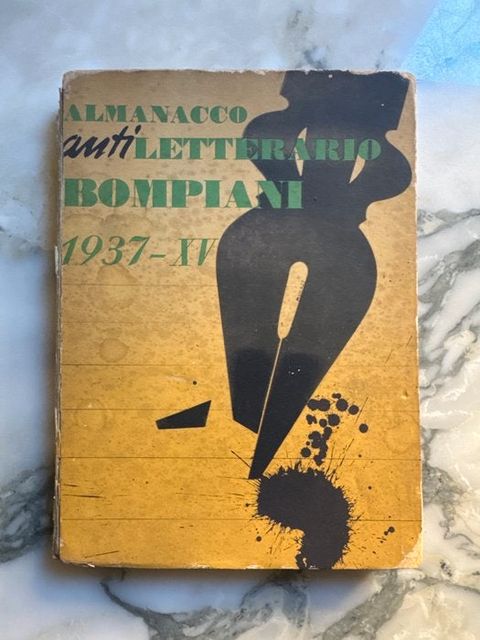 ALMANACCO
antiLETTERARIO
BOMPIANI
1937-XV